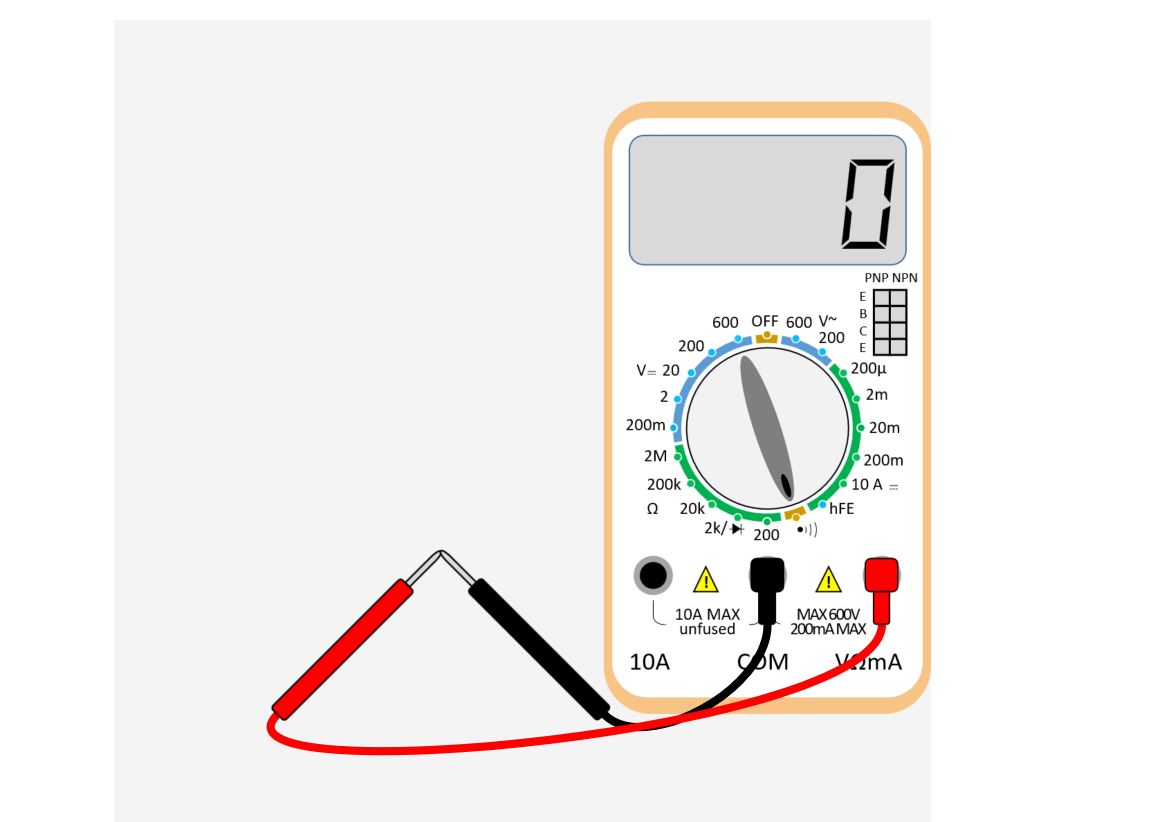 0
PNP NPN
E
B
C
E
OFF
600 V~
200
200µ
2m
20m
200m
10 A ⎓
hFE
•)))
200
2k/
20k
Ω
200k
2M
200m
2
V⎓ 20
200
600
10A MAX
unfused
MAX 600V
200mA MAX
10A COM VΩmA